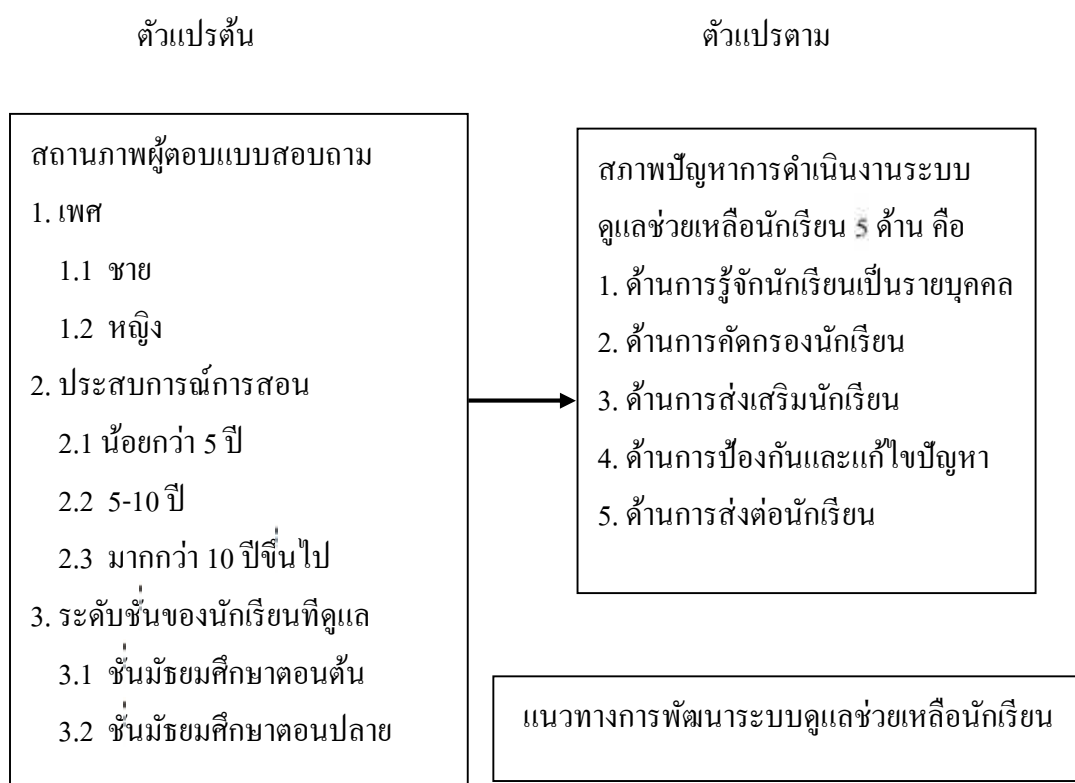 ตัวแปรต้น
ตัวแปรตาม
สถานภาพผู้ตอบแบบสอบถาม
1. เพศ
1.1 ชาย
1.2 หญิง
2. ประสบการณ์การสอน
2.1 น้อยกว่า 5 ปี
2.2 5-10 ปี
2.3 มากกว่า 10 ปีขึ้นไป
3. ระดับชั้นของนักเรียนที่ดูแล
3.1 ชั้นมัธยมศึกษาตอนต้น
3.2 ชั้นมัธยมศึกษาตอนปลาย
สภาพปัญหาการดำเนินงานระบบ
ดูแลช่วยเหลือนักเรียน 5 ด้าน คือ
1. ด้านการรู้จักนักเรียนเป็นรายบุคคล
2. ด้านการคัดกรองนักเรียน
3. ด้านการส่งเสริมนักเรียน
4. ด้านการป้องกันและแก้ไขปัญหา
5. ด้านการส่งต่อนักเรียน
แนวทางการพัฒนาระบบดูแลช่วยเหลือนักเรียน